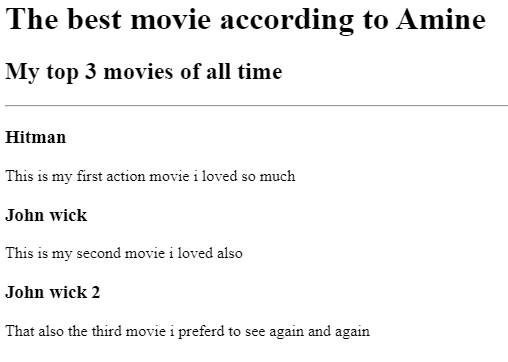 The best movie according to Amine
My top 3 movies of all time
Hitman
This is my first action movie i loved so much
John wick
This is my second movie i loved also
John wick 2
That also the third movie i preferd to see again and again